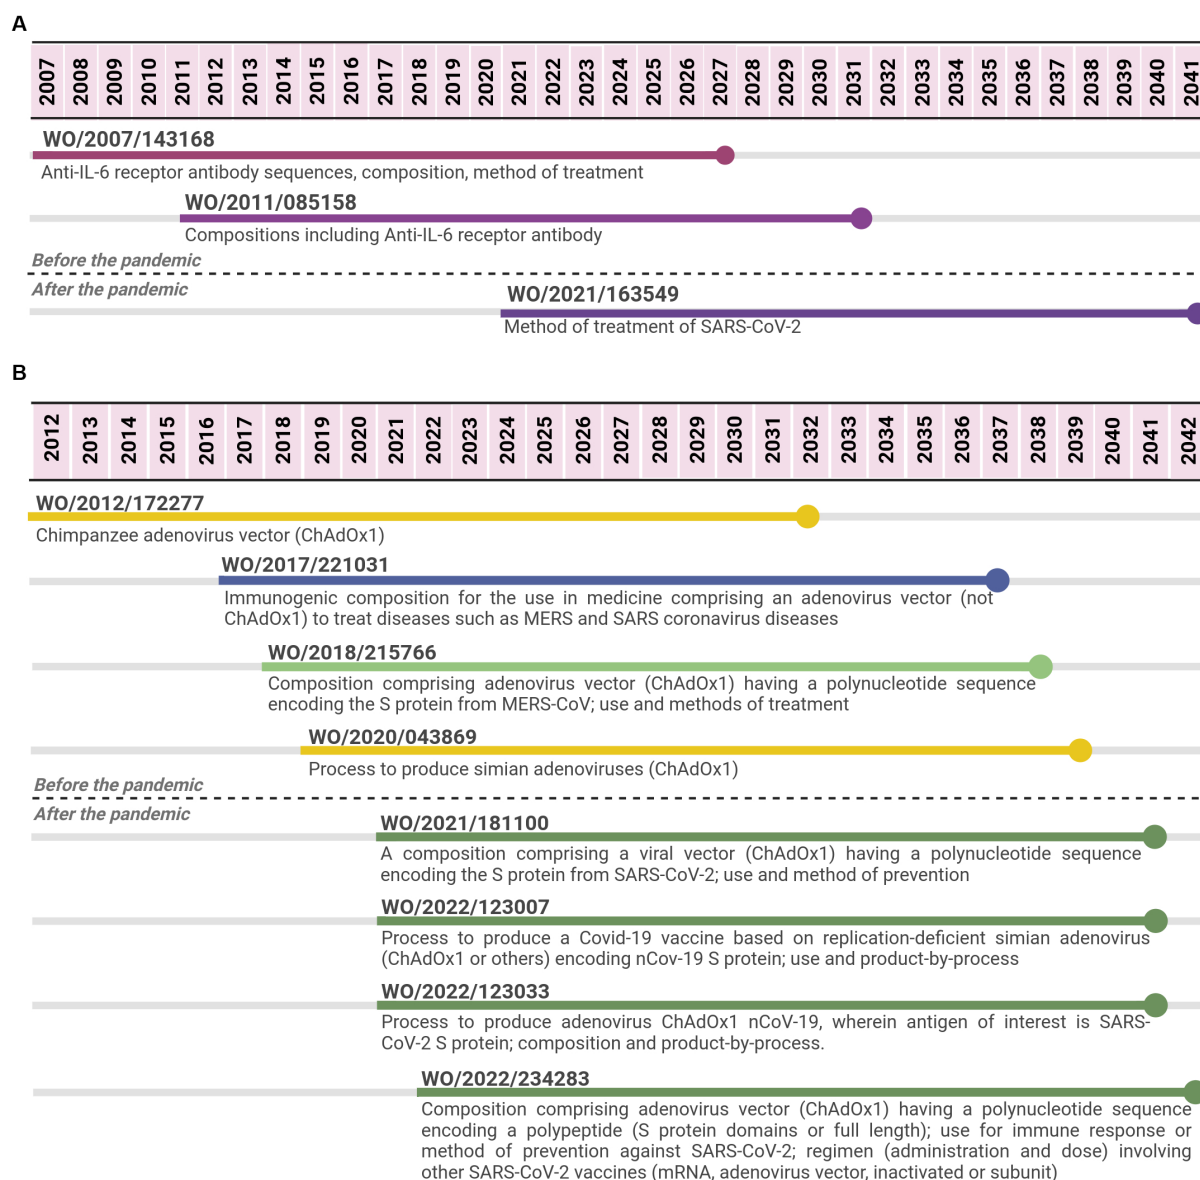 A
2007 2008 2009 2010 2011 2012 2013 2014 2015 2016 2017 2018 2019 2020 2021 2022 2023 2024 2025 2026 2027 2028 2029 2030 2031 2032 2033 2034 2035 2036 2037 2038 2039 2040 2041
WO/2007/143168
Anti-IL-6 receptor antibody sequences, composition, method of treatment
WO/2011/085158
Compositions including Anti-IL-6 receptor antibody
Before the pandemic
After the pandemic
WO/2021/163549
Method of treatment of SARS-CoV-2
B
2012 2013 2014 2015 2016 2017 2018 2019 2020 2021 2022 2023 2024 2025 2026 2027 2028 2029 2030 2031 2032 2033 2034 2035 2036 2037 2038 2039 2040 2041 2042
WO/2012/172277
Chimpanzee adenovirus vector (ChAdOx1)
WO/2017/221031
Immunogenic composition for the use in medicine comprising an adenovirus vector (not
ChAdOx1) to treat diseases such as MERS and SARS coronavirus diseases
WO/2018/215766
Composition comprising adenovirus vector (ChAdOx1) having a polynucleotide sequence
encoding the S protein from MERS-CoV; use and methods of treatment
WO/2020/043869
Process to produce simian adenoviruses (ChAdOx1)
Before the pandemic
After the pandemic
WO/2021/181100
A composition comprising a viral vector (ChAdOx1) having a polynucleotide sequence
encoding the S protein from SARS-CoV-2; use and method of prevention
WO/2022/123007
Process to produce a Covid-19 vaccine based on replication-deficient simian adenovirus
(ChAdOx1 or others) encoding nCov-19 S protein; use and product-by-process
WO/2022/123033
Process to produce adenovirus ChAdOx1 nCoV-19, wherein antigen of interest is SARS-
CoV-2 S protein; composition and product-by-process.
WO/2022/234283
Composition comprising adenovirus vector (ChAdOx1) having a polynucleotide sequence
encoding a polypeptide (S protein domains or full length); use for immune response or
method of prevention against SARS-CoV-2; regimen (administration and dose) involving
other SARS-CoV-2 vaccines (mRNA, adenovirus vector, inactivated or subunit)